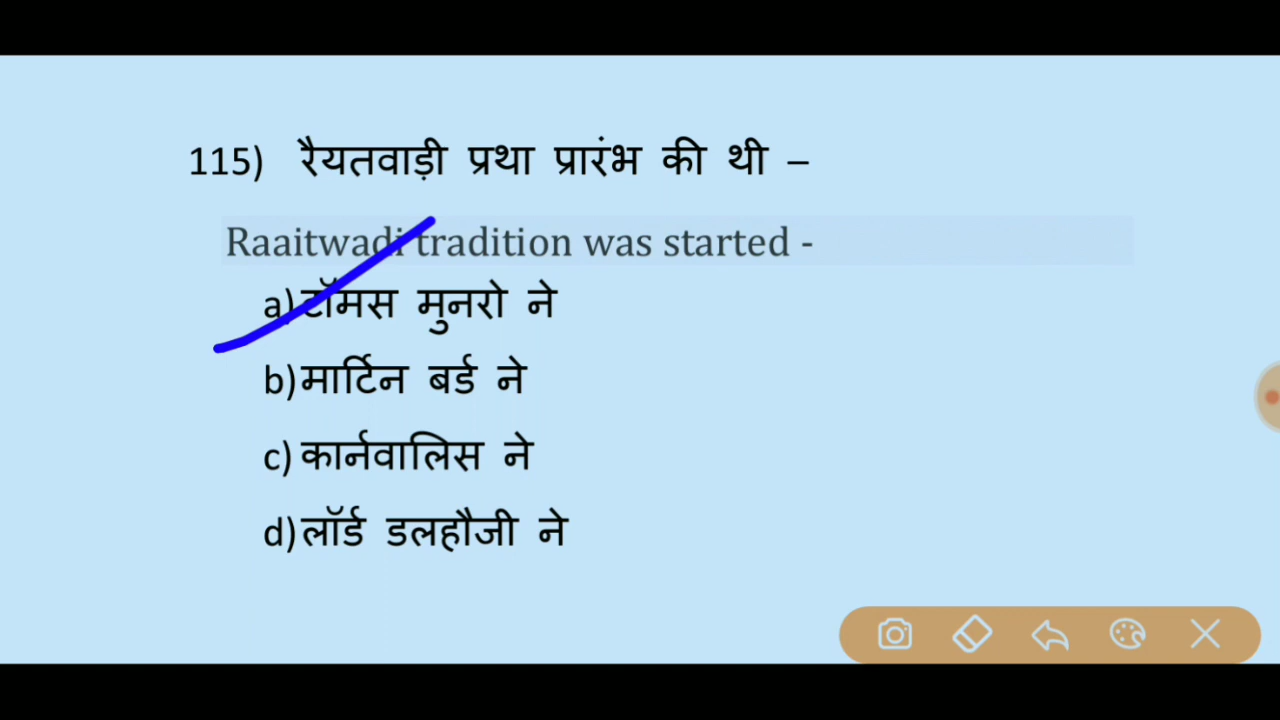 115) रैयतवाड़ी प्रथा प्रारंभ की थी –
Raaitwadi tradition was started -
a) टॉमस मुनरो ने
b) मार्टिन बर्ड ने
c) कार्नवालिस ने
d) लॉर्ड डलहौजी ने